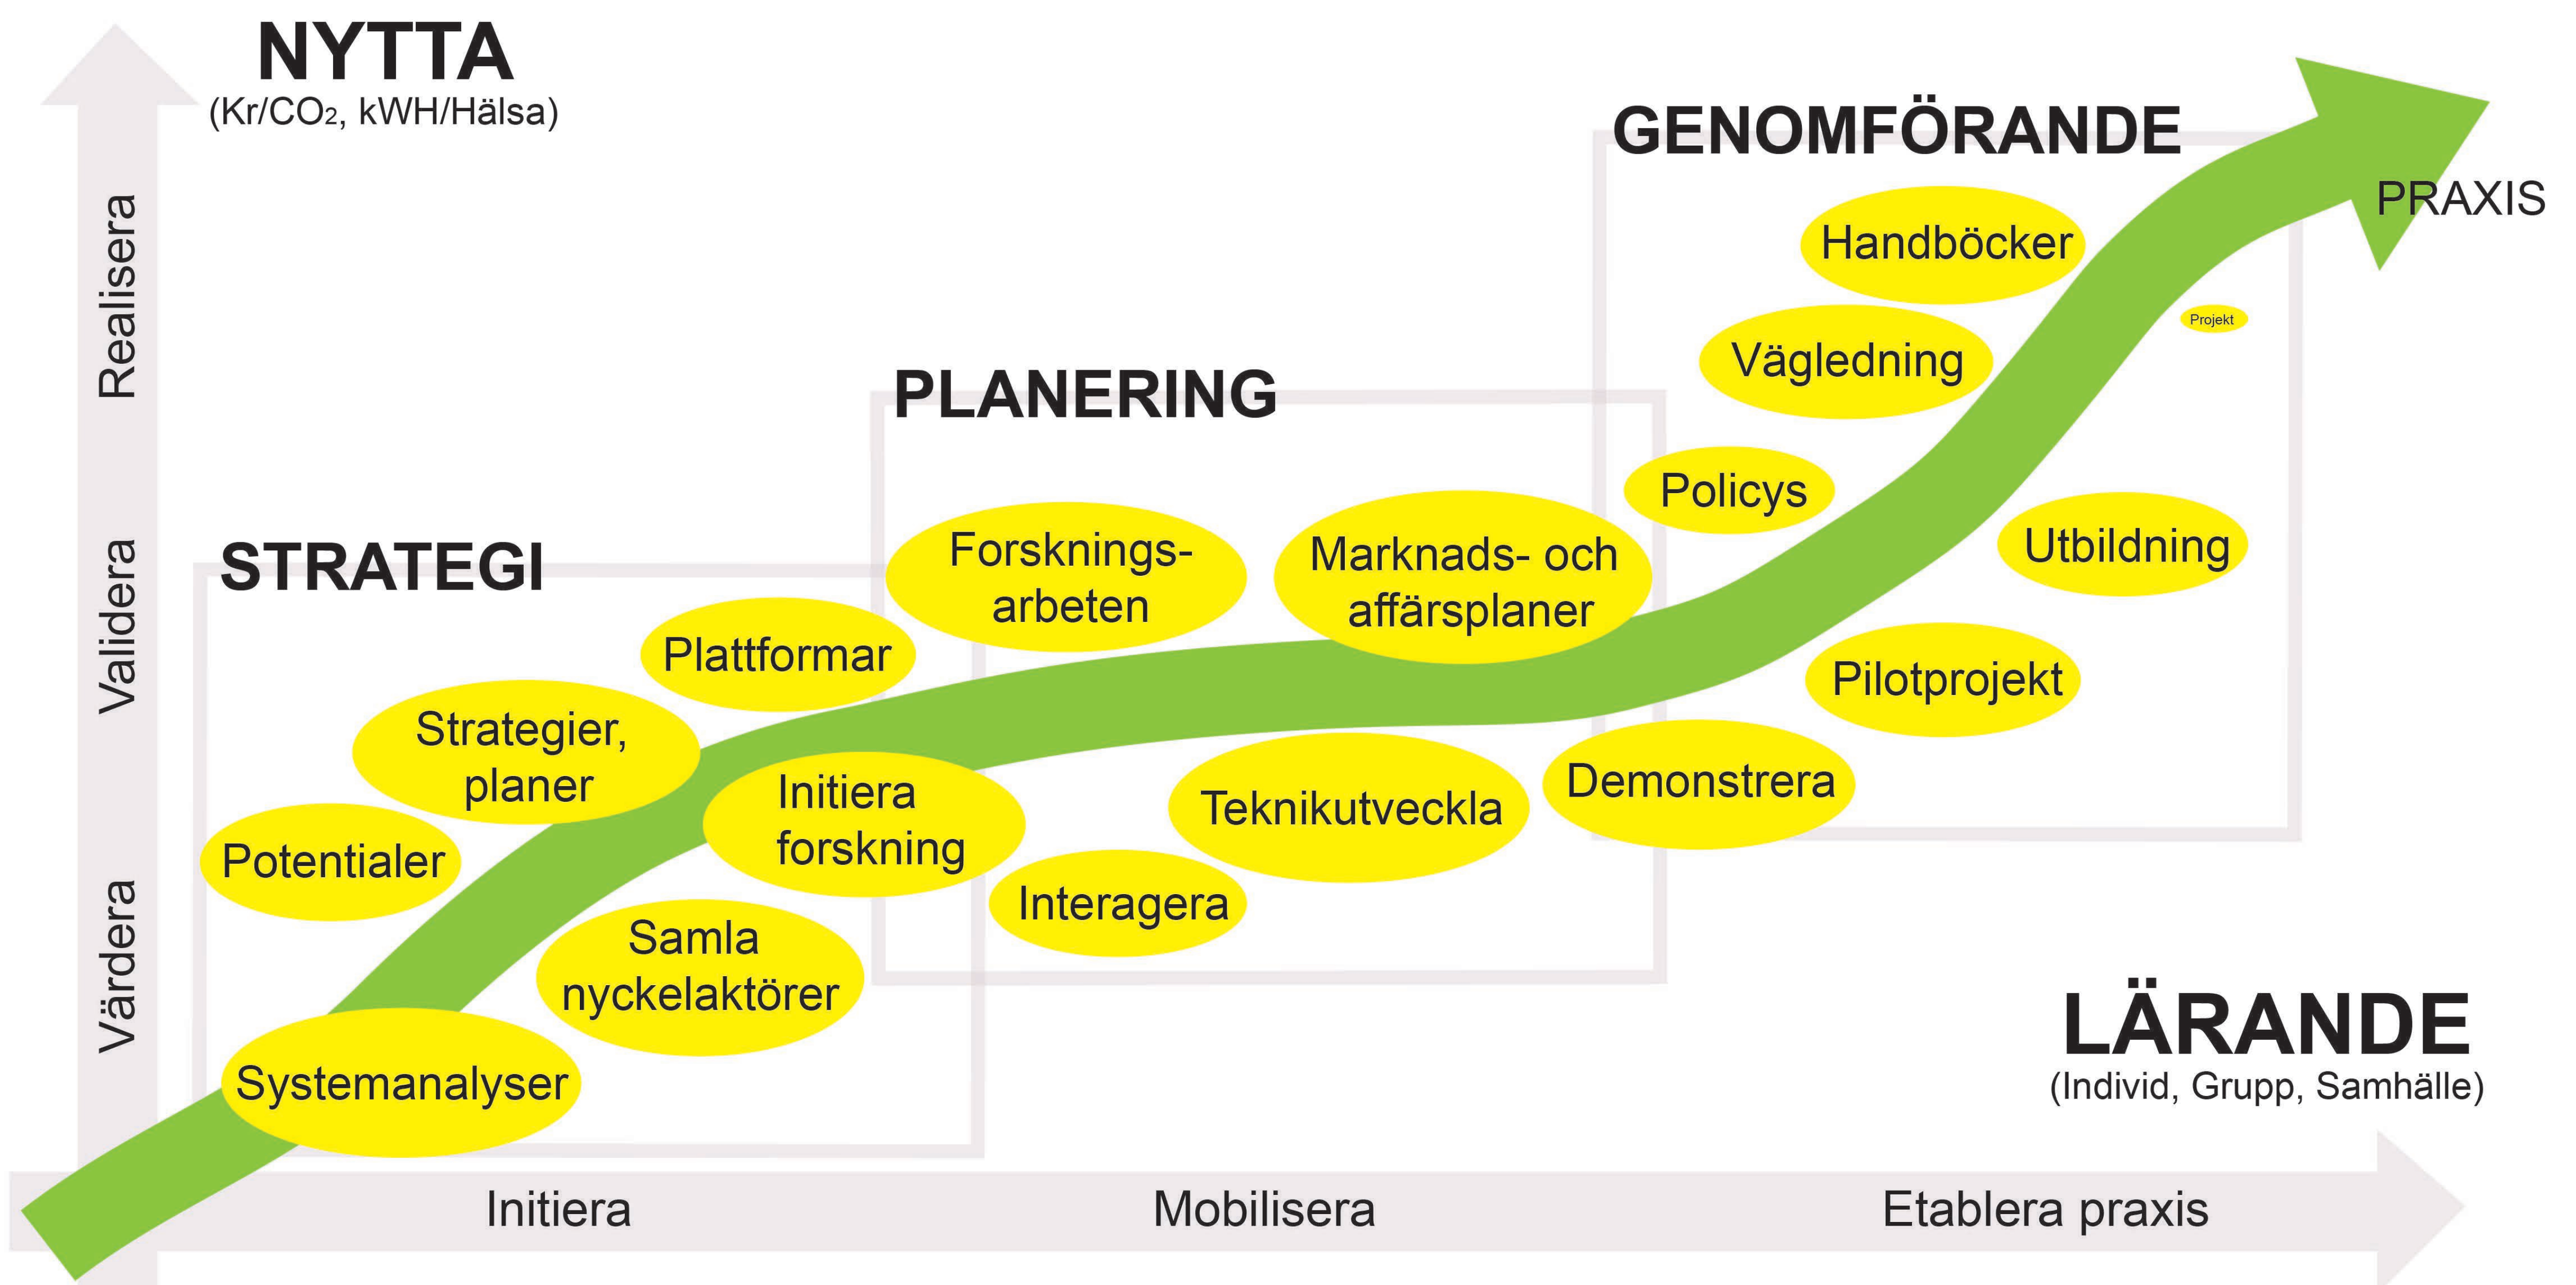 NYTTA
(Kr/CO₂, kWH/Hälsa)
Realisera
Validera
Värdera
STRATEGI
Plattformar
Strategier,
planer
Potentialer
Initiera
forskning
Samla
nyckelaktörer
Systemanalyser
PLANERING
Forsknings-
arbeten
Marknads- och
affärsplaner
Teknikutveckla
Interagera
GENOMFÖRANDE
Handböcker
Vägledning
Policys
Projekt
Utbildning
Pilotprojekt
Demonstrera
PRAXIS
LÄRANDE
(Individ, Grupp, Samhälle)
Initiera
Mobilisera
Etablera praxis